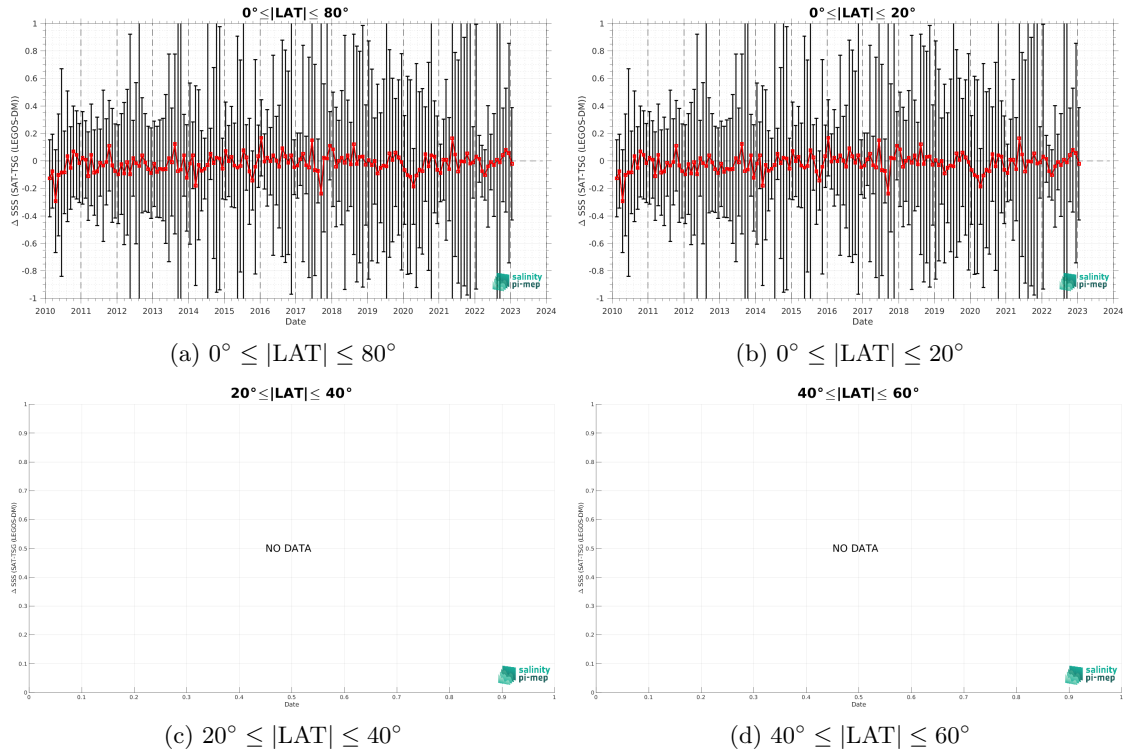 0°≤|LAT|≤ 80°
Δ SSS (SAT-TSG (LEGOS-DM))
1
0.8
0.6
0.4
0.2
0
-0.2
-0.4
-0.6
-0.8
-1
2010 2011 2012 2013 2014 2015 2016 2017 2018 2019 2020 2021 2022 2023 2024
Date
salinity
pi-mep
(a) 0° ≤ |LAT| ≤ 80°
0°≤|LAT|≤ 20°
Δ SSS (SAT-TSG (LEGOS-DM))
1
0.8
0.6
0.4
0.2
0
-0.2
-0.4
-0.6
-0.8
-1
2010 2011 2012 2013 2014 2015 2016 2017 2018 2019 2020 2021 2022 2023 2024
Date
salinity
pi-mep
(b) 0° ≤ |LAT| ≤ 20°
20°≤|LAT|≤ 40°
Δ SSS (SAT-TSG (LEGOS-DM))
1
0.9
0.8
0.7
0.6
0.5
0.4
0.3
0.2
0.1
0
NO DATA
0 0.1 0.2 0.3 0.4 0.5 0.6 0.7 0.8 0.9 1
Date
salinity
pi-mep
(c) 20° ≤ |LAT| ≤ 40°
40°≤|LAT|≤ 60°
Δ SSS (SAT-TSG (LEGOS-DM))
1
0.9
0.8
0.7
0.6
0.5
0.4
0.3
0.2
0.1
0
NO DATA
0 0.1 0.2 0.3 0.4 0.5 0.6 0.7 0.8 0.9 1
Date
salinity
pi-mep
(d) 40° ≤ |LAT| ≤ 60°